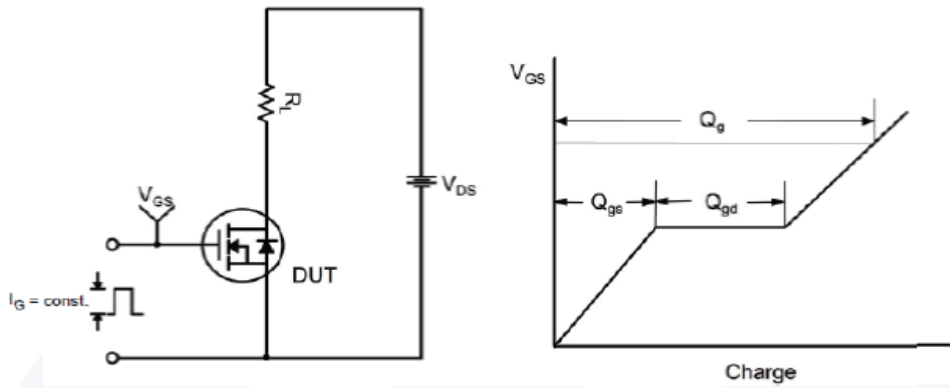 R_L
V_GS
V_DS
DUT
I_G = const.
V_GS
Q_g
Q_gs
Q_gd
Charge